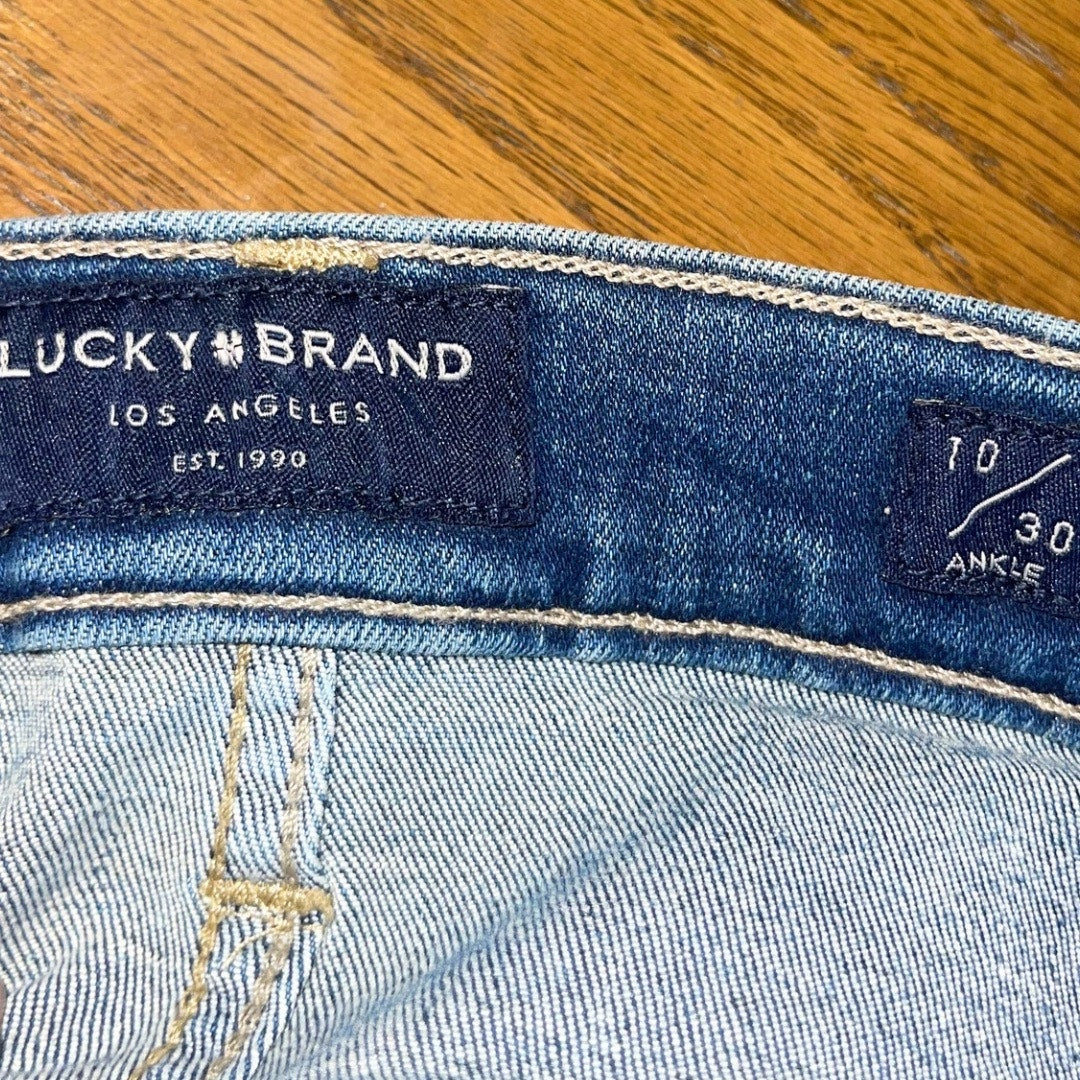 LUCKY BRAND
LOS ANGELES
EST. 1990
10/30
ANKLE